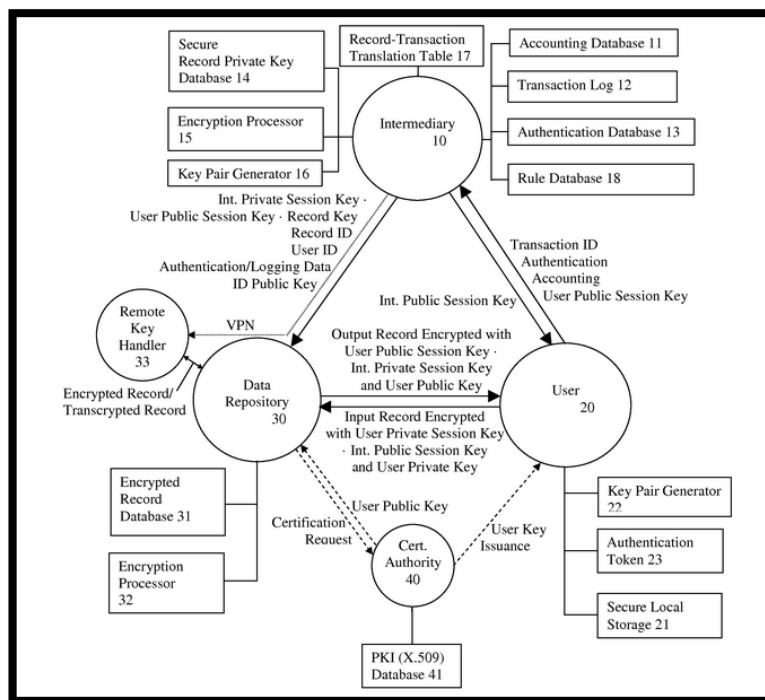 Secure
Record Private Key
Database 14
Record-Transaction
Translation Table 17
Accounting Database 11
Transaction Log 12
Encryption Processor
15
Intermediary
10
Authentication Database 13
Key Pair Generator 16
Rule Database 18
Int. Private Session Key ·
User Public Session Key · Record Key
Record ID
User ID
Authentication/Logging Data
ID Public Key
Transaction ID
Authentication
Accounting
User Public Session Key
Int. Public Session Key
Remote
Key
Handler
33
VPN
Encrypted Record/
Transcrypted Record
Output Record Encrypted with
User Public Session Key ·
Int. Private Session Key
and User Public Key
Data
Repository
30
User
20
Input Record Encrypted
with User Private Session Key
· Int. Public Session Key
and User Private Key
Encrypted
Record
Database 31
Encryption
Processor
32
User Public Key
Certification
Request
User Key
Issuance
Cert.
Authority
40
Key Pair Generator
22
Authentication
Token 23
Secure Local
Storage 21
PKI (X.509)
Database 41